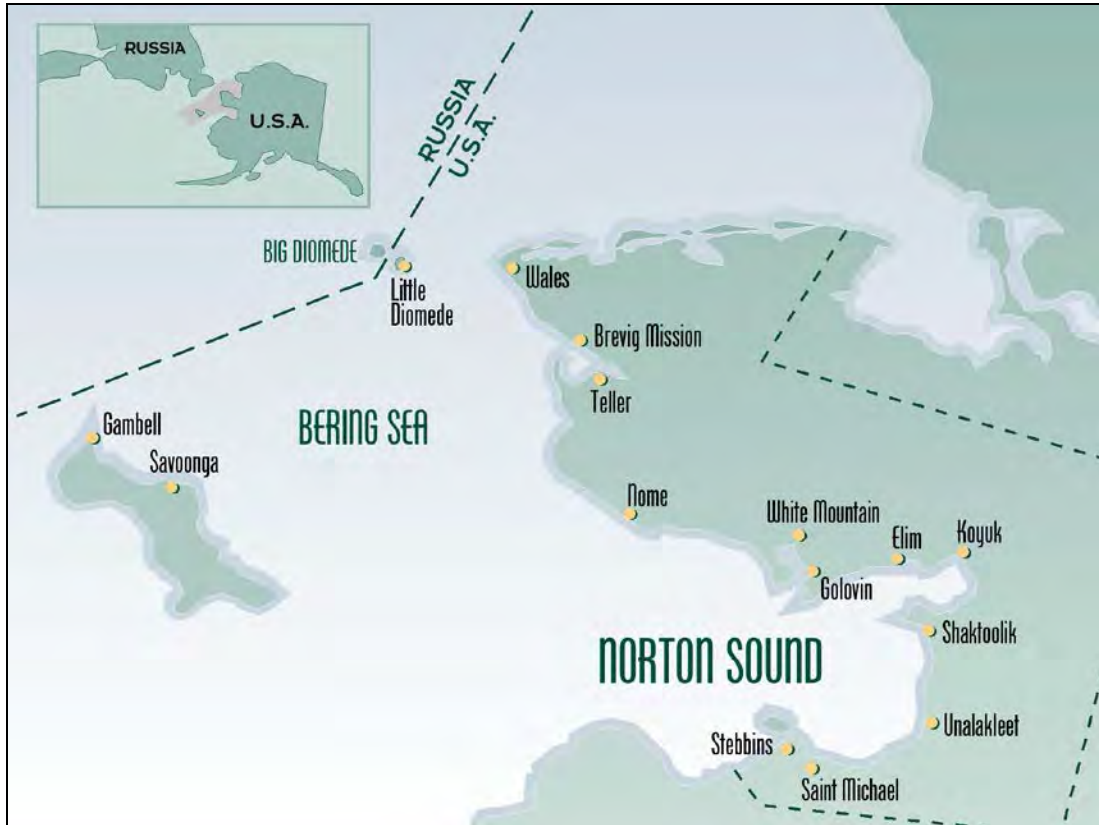 RUSSIA
U.S.A.
RUSSIA
U.S.A.
BIG DIOMEDE
Little
Diomede
Wales
Brevig Mission
Teller
BERING SEA
Gambell
Savoonga
Nome
White Mountain
Elim
Koyuk
Golovin
Shaktoolik
NORTON SOUND
Unalakleet
Stebbins
Saint Michael